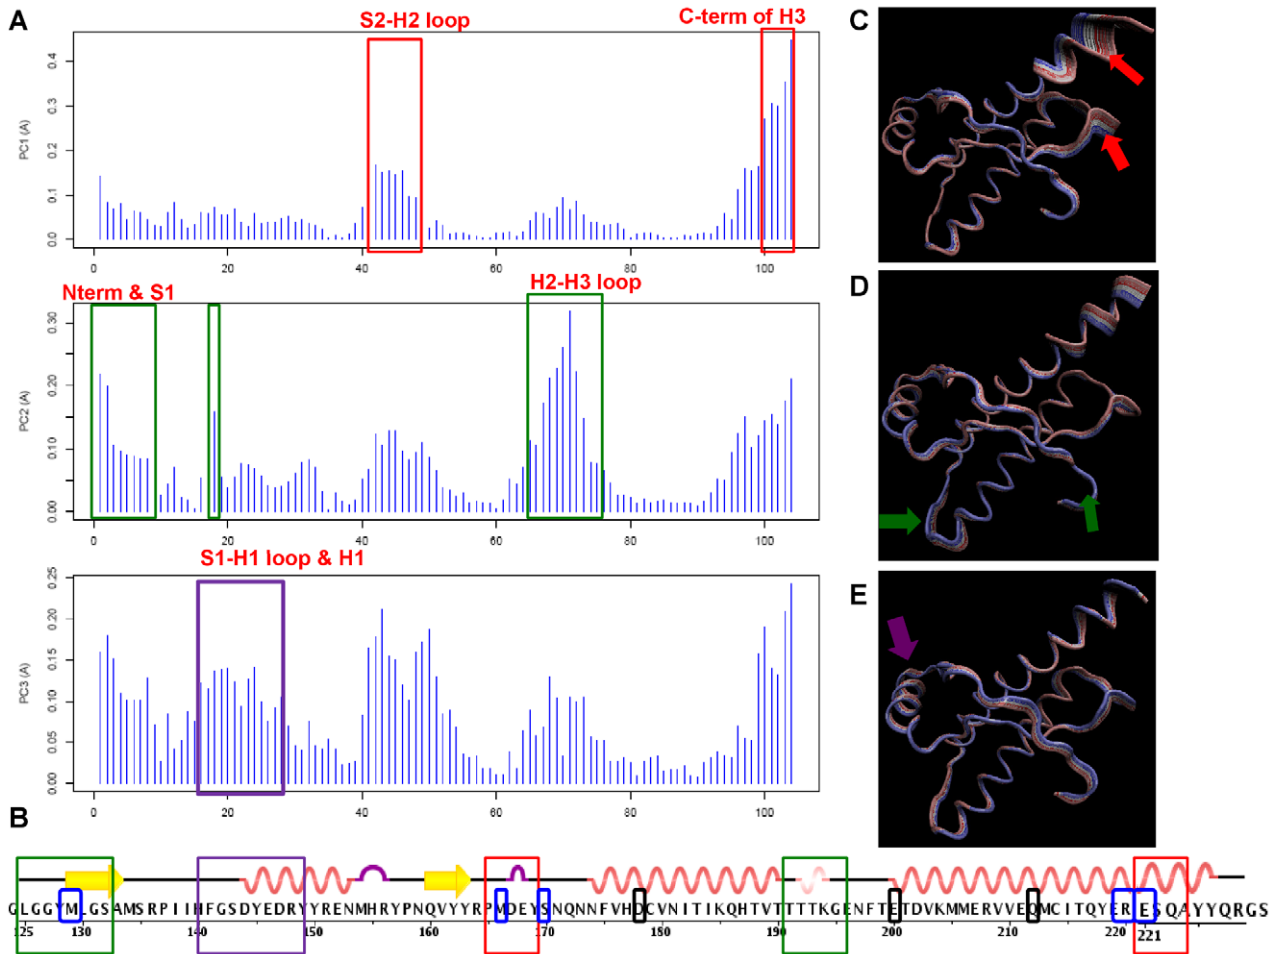 A
S2-H2 loop
C-term of H3
C
PC1 (A)
0.4
0.3
0.2
0.1
0.0
0 20 40 60 80 100
Nterm & S1
H2-H3 loop
D
PC2 (A)
0.30
0.20
0.10
0.00
0 20 40 60 80 100
S1-H1 loop & H1
E
PC3 (A)
0.25
0.20
0.15
0.10
0.05
0.00
0 20 40 60 80 100
B
GLGGYMLGSAMSRPIIHFGSDYEDRYYRENMHRYPNQVYYRPMDEYSNQNNFVHDCVNITIKQHTVTTTTKGENFTETDVKMMERVVEQMCITQYERESQAYYQRGS
125 130 140 150 160 170 180 190 200 210 220 221